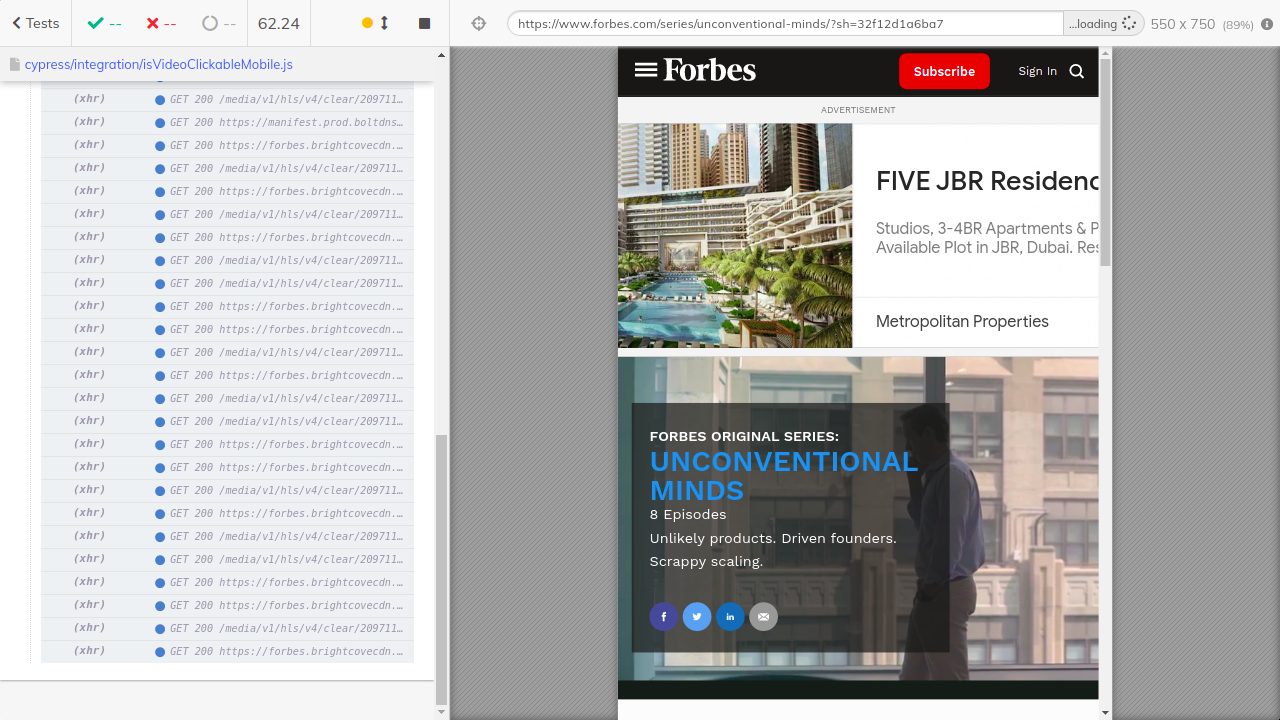 Tests
--
--
--
62.24
https://www.forbes.com/series/unconventional-minds/?sh=32f12d1a6ba7
...loading
550 x 750 (89%)
cypress/integration/isVideoClickableMobile.js
(xhr) GET 200 /media/v1/hls/v4/clear/209711…
(xhr) GET 200 https://manifest.prod.boltdns…
(xhr) GET 200 https://forbes.brightcovecdn.…
(xhr) GET 200 /media/v1/hls/v4/clear/209711…
(xhr) GET 200 https://forbes.brightcovecdn.…
(xhr) GET 200 /media/v1/hls/v4/clear/209711…
(xhr) GET 200 https://forbes.brightcovecdn.…
(xhr) GET 200 /media/v1/hls/v4/clear/209711…
(xhr) GET 200 /media/v1/hls/v4/clear/209711…
(xhr) GET 200 https://forbes.brightcovecdn.…
(xhr) GET 200 https://forbes.brightcovecdn.…
(xhr) GET 200 /media/v1/hls/v4/clear/209711…
(xhr) GET 200 https://forbes.brightcovecdn.…
(xhr) GET 200 /media/v1/hls/v4/clear/209711…
(xhr) GET 200 /media/v1/hls/v4/clear/209711…
(xhr) GET 200 https://forbes.brightcovecdn.…
(xhr) GET 200 https://forbes.brightcovecdn.…
(xhr) GET 200 /media/v1/hls/v4/clear/209711…
(xhr) GET 200 https://forbes.brightcovecdn.…
(xhr) GET 200 /media/v1/hls/v4/clear/209711…
(xhr) GET 200 /media/v1/hls/v4/clear/209711…
(xhr) GET 200 https://forbes.brightcovecdn.…
(xhr) GET 200 https://forbes.brightcovecdn.…
(xhr) GET 200 /media/v1/hls/v4/clear/209711…
(xhr) GET 200 https://forbes.brightcovecdn.…
Forbes
Subscribe
Sign In
ADVERTISEMENT
FIVE JBR Residenc
Studios, 3-4BR Apartments & P
Available Plot in JBR, Dubai. Res
Metropolitan Properties
FORBES ORIGINAL SERIES:
UNCONVENTIONAL
MINDS
8 Episodes
Unlikely products. Driven founders.
Scrappy scaling.